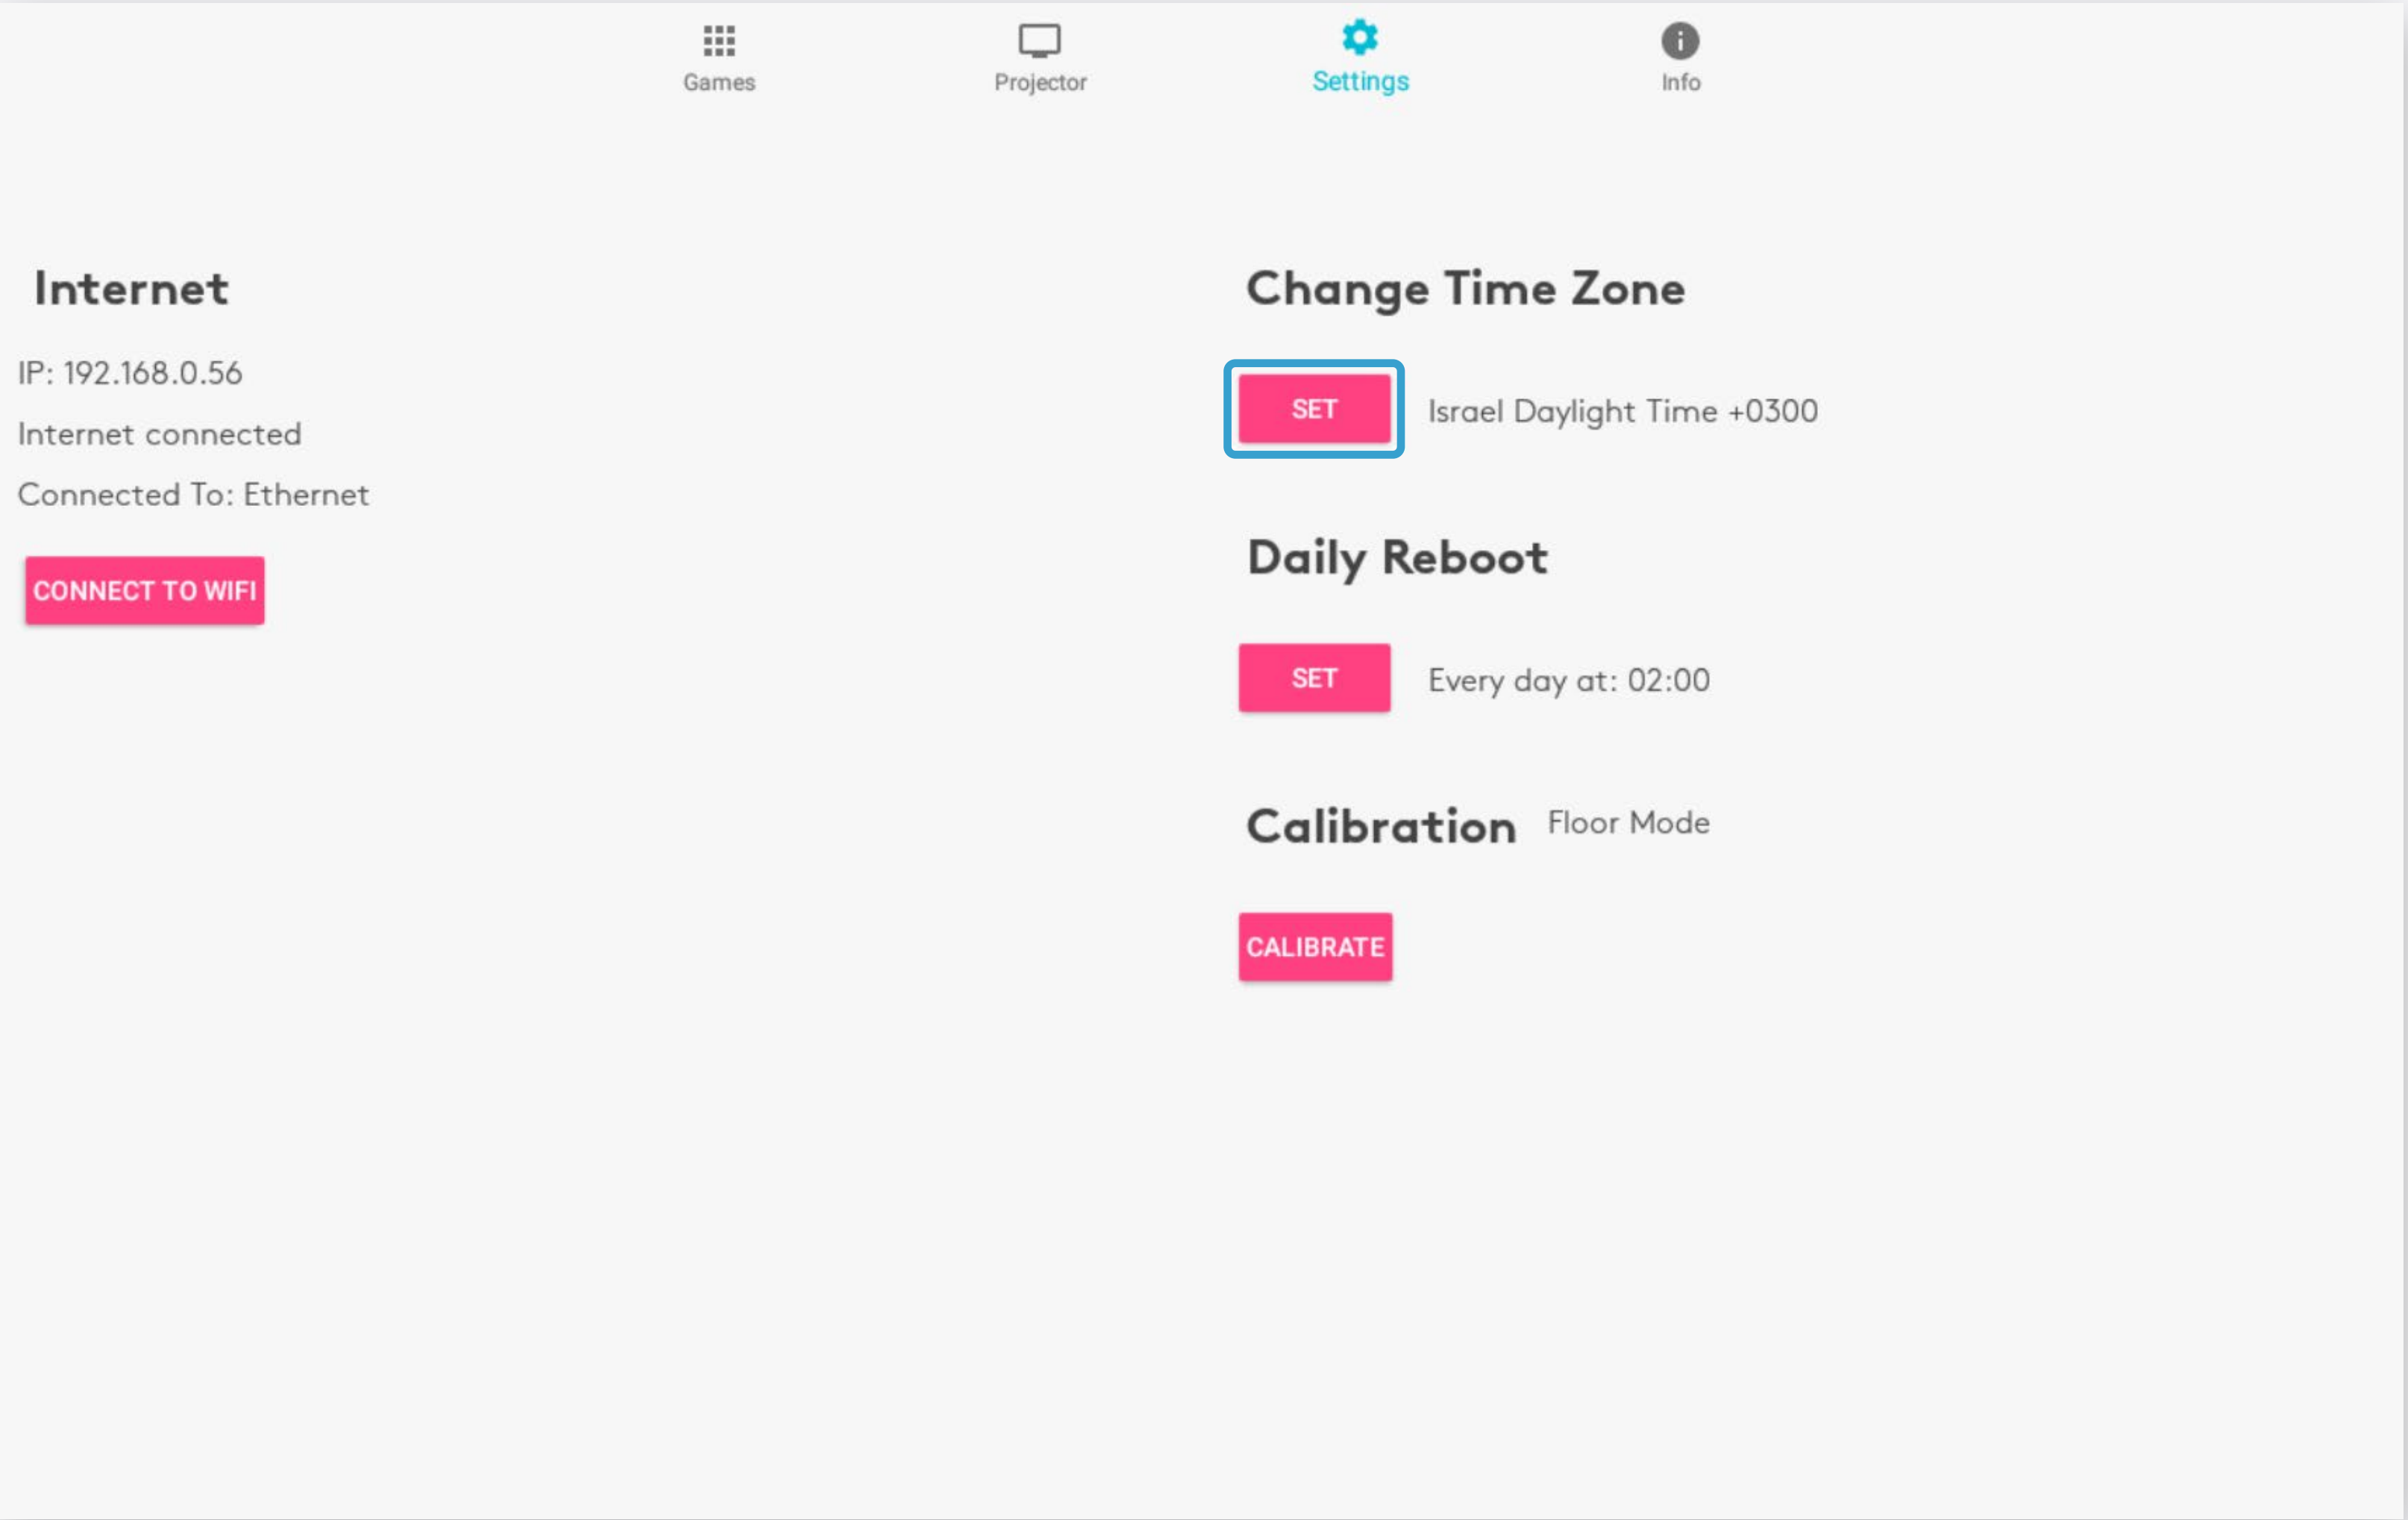 Games
Projector
Settings
Info
Internet
IP: 192.168.0.56
Internet connected
Connected To: Ethernet
CONNECT TO WIFI
Change Time Zone
SET
Israel Daylight Time +0300
Daily Reboot
SET
Every day at: 02:00
Calibration
Floor Mode
CALIBRATE